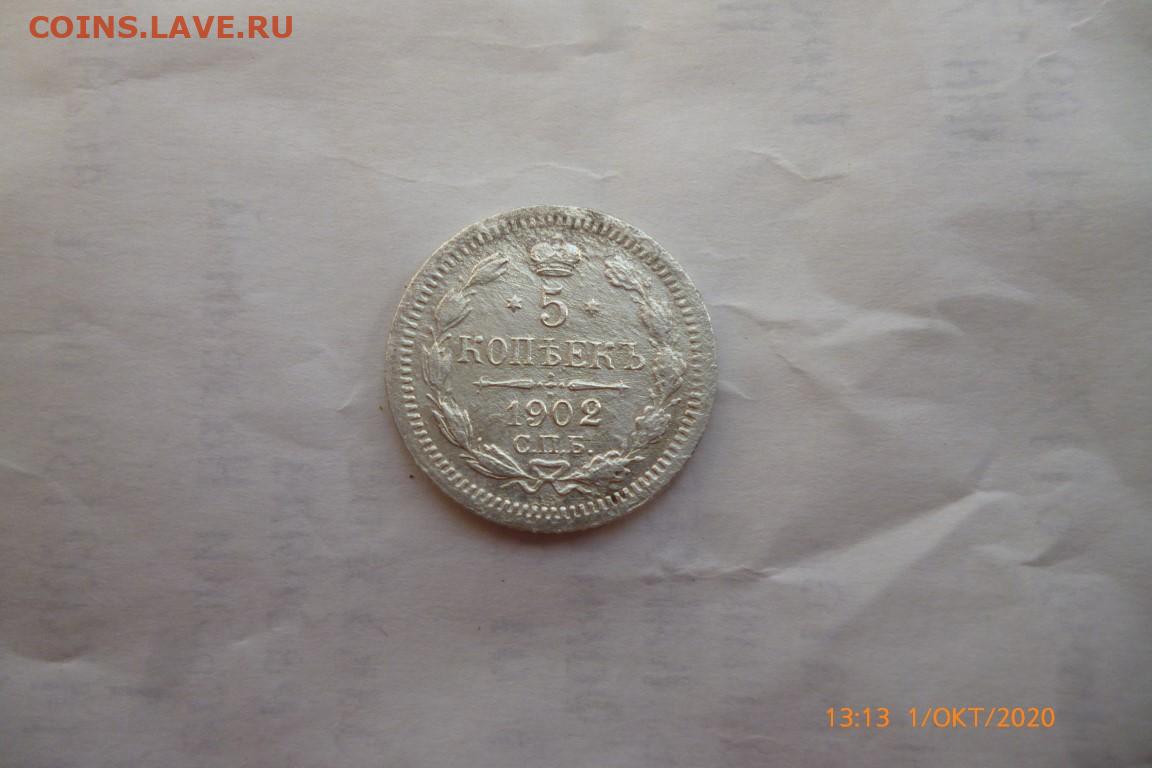 COINS.LAVE.RU
* 5 *
КОПѢЕКЪ
1902
С.П.Б.
13:13 1/ОКТ/2020